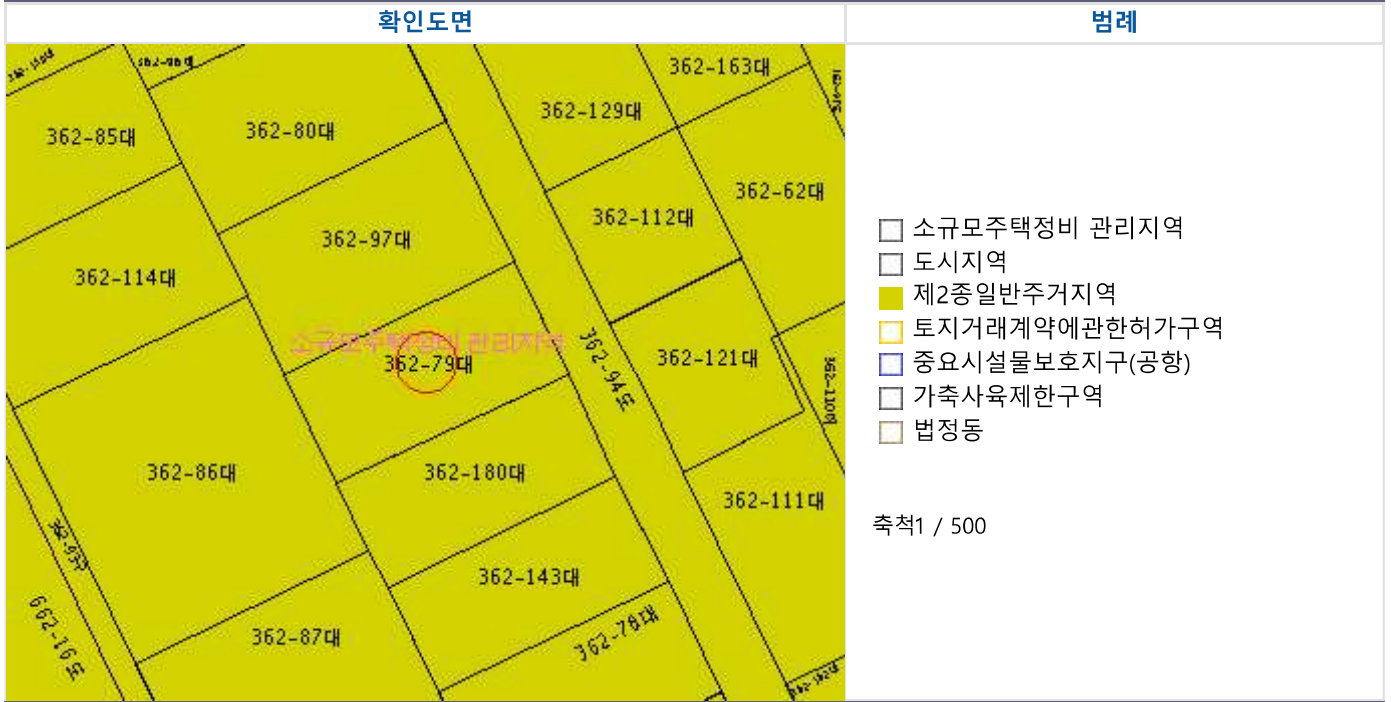 확인도면
범례
362-163대
362-129대
362-85대
362-80대
362-62대
362-112대
362-97대
362-114대
소규모주택정비 관리지역
362-79대
362-94도
362-121대
362-86대
362-180대
362-111대
362-143대
362-87대
362-78대
소규모주택정비 관리지역
도시지역
제2종일반주거지역
토지거래계약에관한허가구역
중요시설물보호지구(공항)
가축사육제한구역
법정동
축척1 / 500